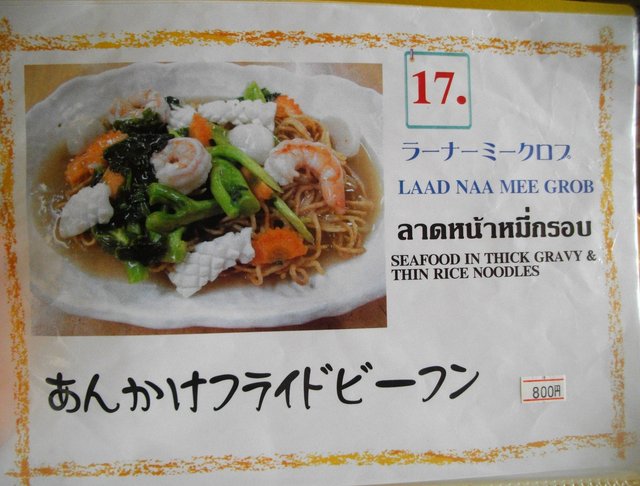 17.
ラーナーミークロプ
LAAD NAA MEE GROB
ลาดหน้าหมี่กรอบ
SEAFOOD IN THICK GRAVY &
THIN RICE NOODLES
あんかけフライドビーフン
800円